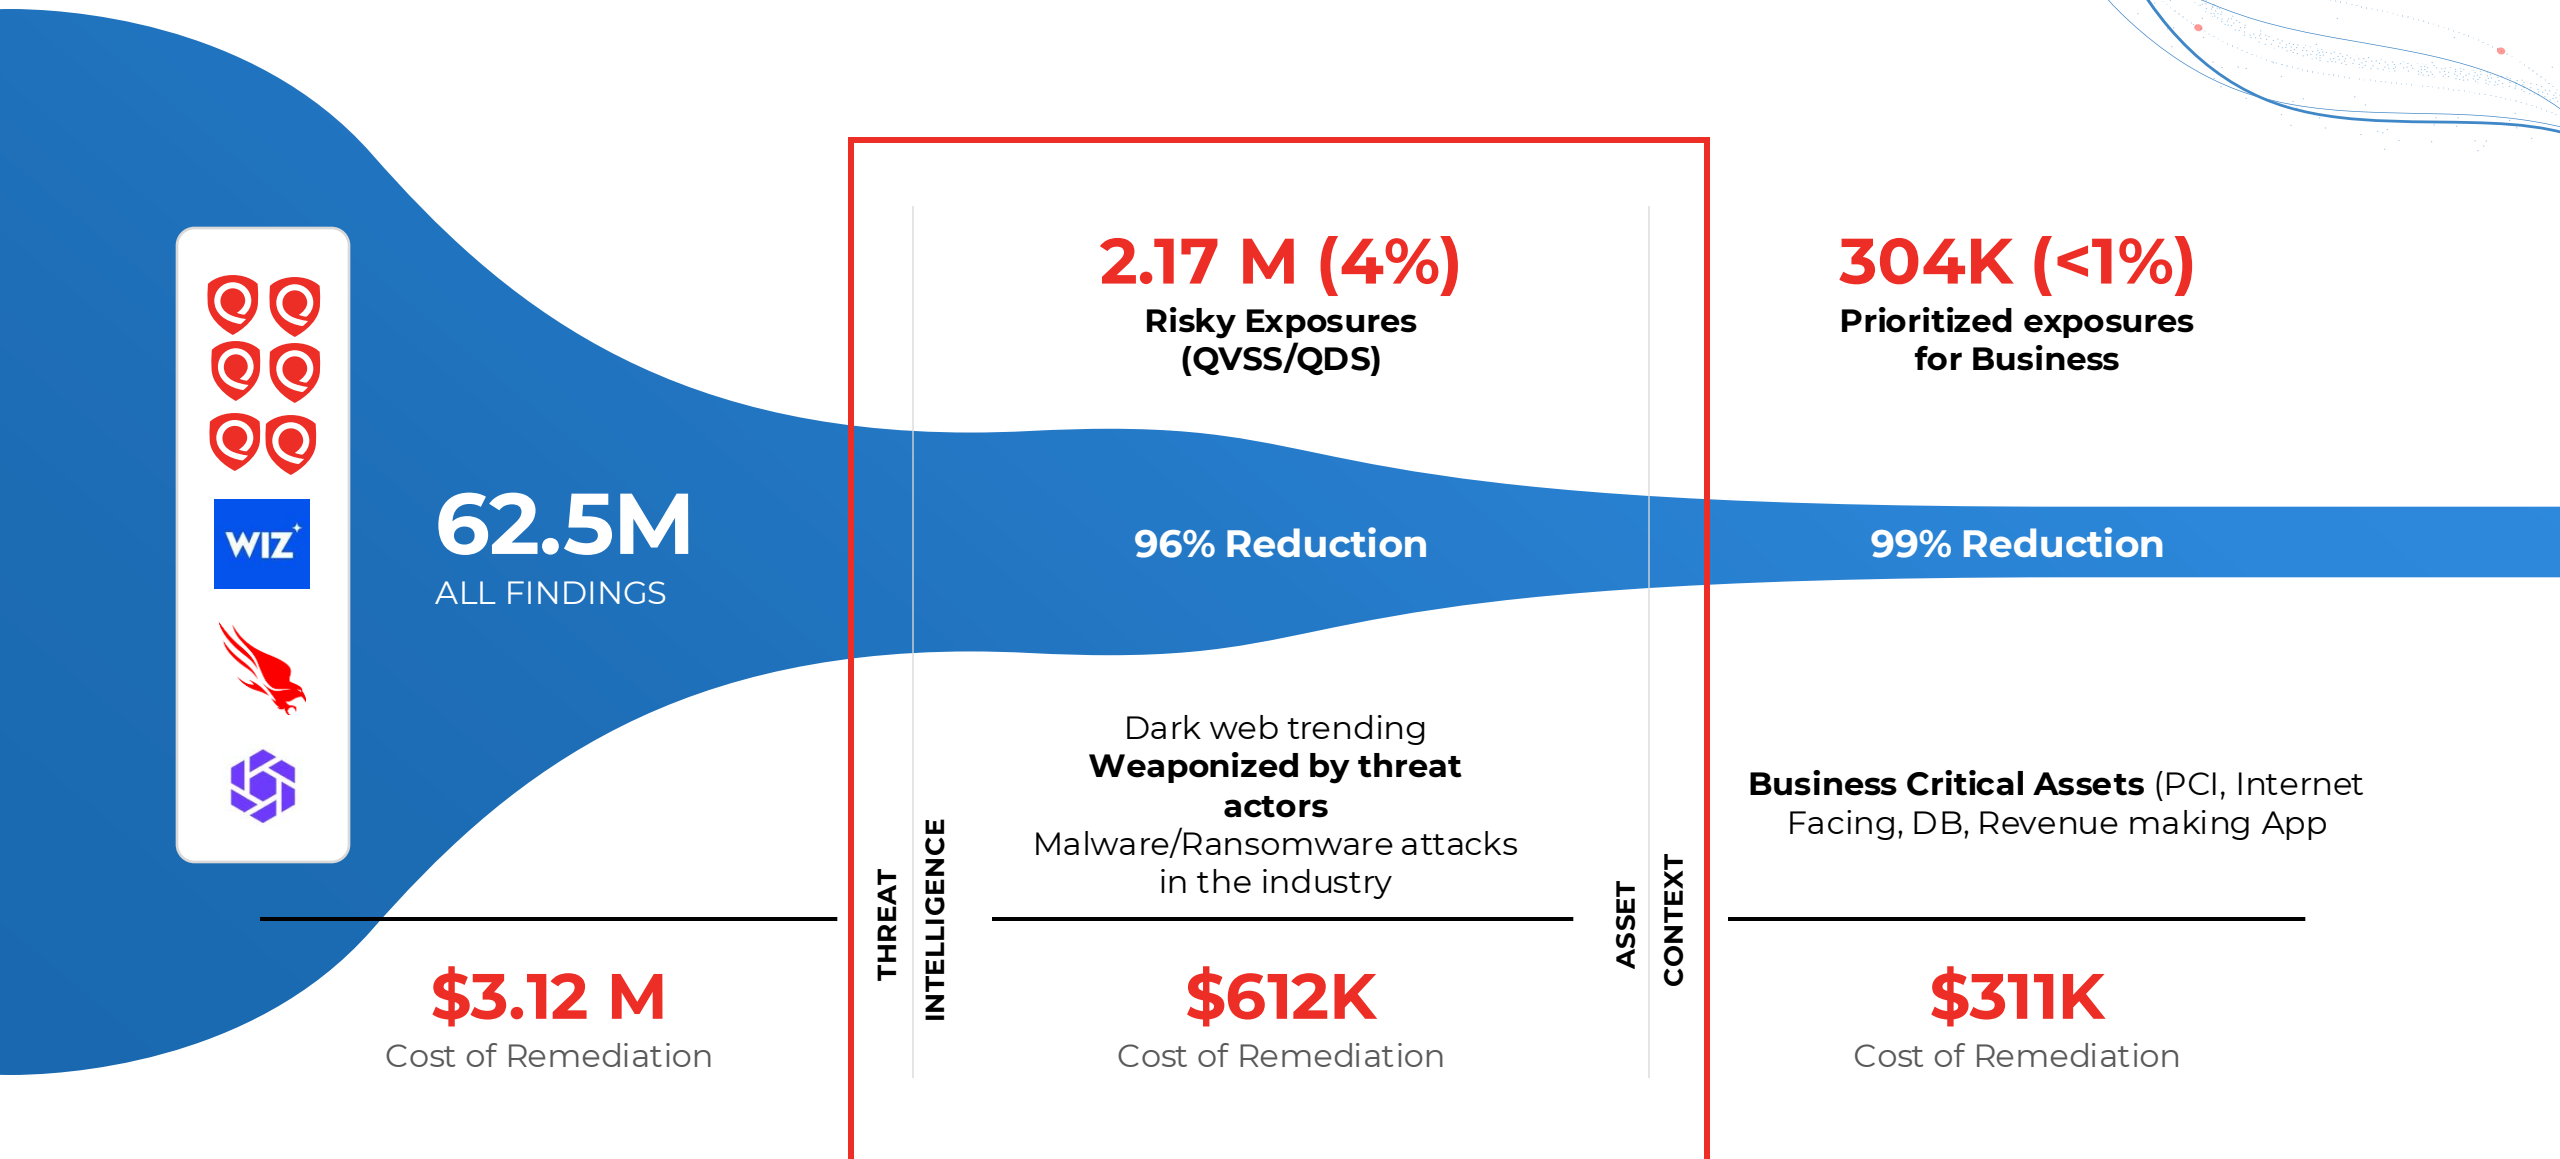 WIZ
62.5M
ALL FINDINGS
$3.12 M
Cost of Remediation
THREAT
INTELLIGENCE
2.17 M (4%)
Risky Exposures
(QVSS/QDS)
96% Reduction
Dark web trending
Weaponized by threat
actors
Malware/Ransomware attacks
in the industry
$612K
Cost of Remediation
ASSET
CONTEXT
304K (<1%)
Prioritized exposures
for Business
99% Reduction
Business Critical Assets (PCI, Internet
Facing, DB, Revenue making App
$311K
Cost of Remediation